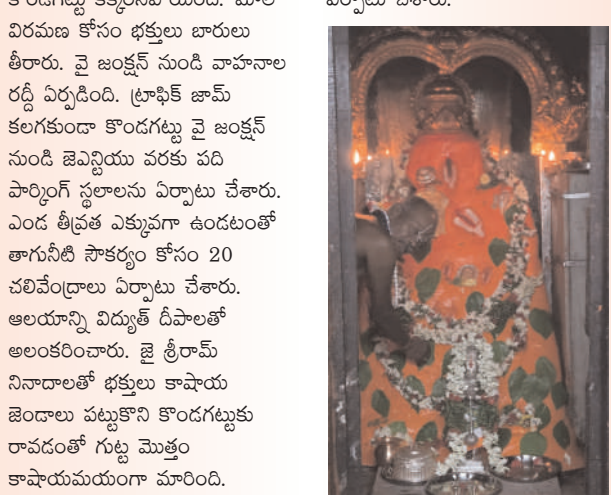 విరమణ కోసం భక్తులు బారులు
తీరారు. వై జంక్షన్ నుండి వాహనాల
రద్దీ ఏర్పడింది. ట్రాఫిక్ జామ్
కలగకుండా కొండగట్టు వై జంక్షన్
నుండి జెఎన్టియు వరకు పది
పార్కింగ్ స్థలాలను ఏర్పాటు చేశారు.
ఎండ తీవ్రత ఎక్కువగా ఉండటంతో
తాగునీటి సౌకర్యం కోసం 20
చలివేంద్రాలు ఏర్పాటు చేశారు.
ఆలయాన్ని విద్యుత్ దీపాలతో
అలంకరించారు. జై శ్రీరామ్
నినాదాలతో భక్తులు కాషాయ
జెండాలు పట్టుకొని కొండగట్టుకు
రావడంతో గుట్ట మొత్తం
కాషాయమయంగా మారింది.